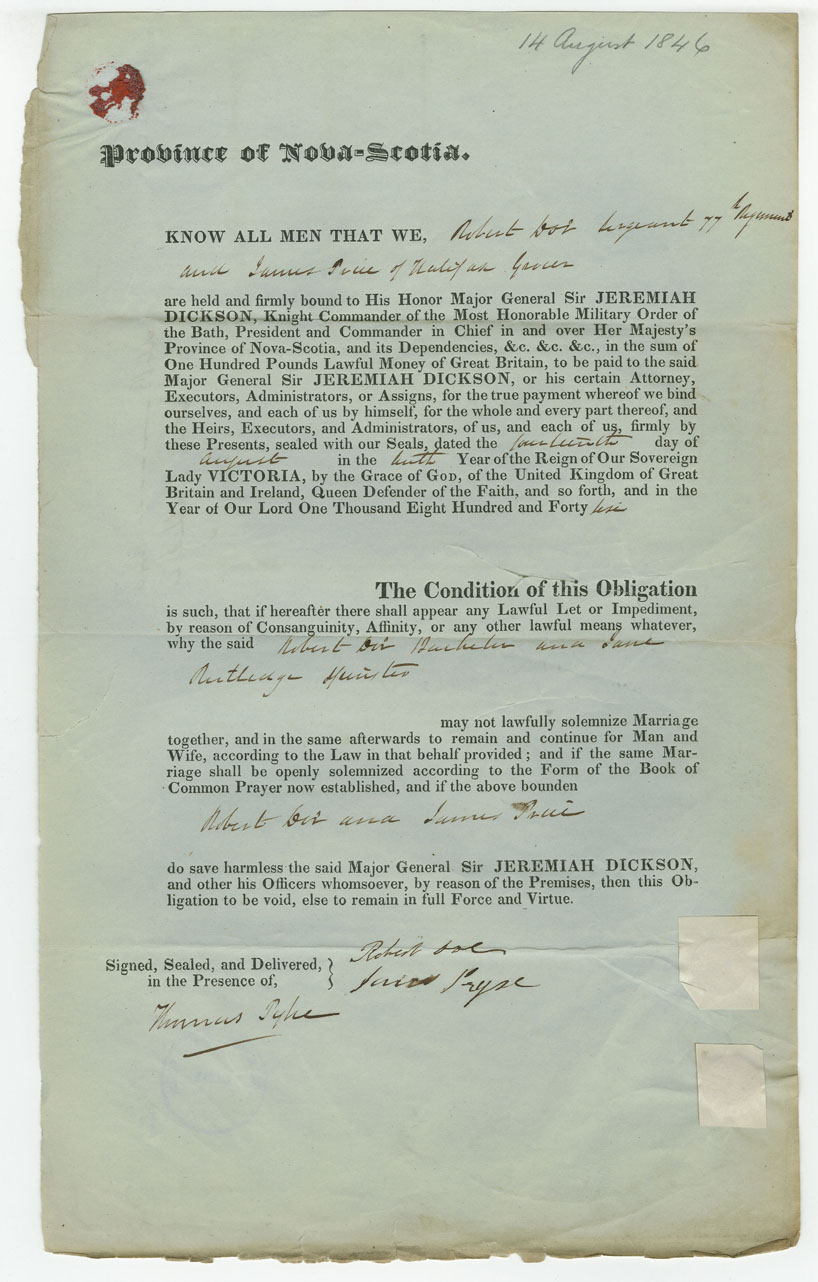 14 August 1846
Province of Nova-Scotia.
KNOW ALL MEN THAT WE, Robert Doe Sergeant 77th Regiment
and James Price of Halifax Grocer
are held and firmly bound to His Honor Major General Sir JEREMIAH
DICKSON, Knight Commander of the Most Honorable Military Order of
the Bath, President and Commander in Chief in and over Her Majesty's
Province of Nova-Scotia, and its Dependencies, &c. &c. &c., in the sum of
One Hundred Pounds Lawful Money of Great Britain, to be paid to the said
Major General Sir JEREMIAH DICKSON, or his certain Attorney,
Executors, Administrators, or Assigns, for the true payment whereof we bind
ourselves, and each of us by himself, for the whole and every part thereof, and
the Heirs, Executors, and Administrators, of us, and each of us, firmly by
these Presents, sealed with our Seals, dated the fourteenth day of
August in the tenth Year of the Reign of Our Sovereign
Lady VICTORIA, by the Grace of GOD, of the United Kingdom of Great
Britain and Ireland, Queen Defender of the Faith, and so forth, and in the
Year of Our Lord One Thousand Eight Hundred and Forty six
The Condition of this Obligation
is such, that if hereafter there shall appear any Lawful Let or Impediment,
by reason of Consanguinity, Affinity, or any other lawful means whatever,
why the said Robert Doe Bachelor and Jane
Rutledge Spinster
may not lawfully solemnize Marriage
together, and in the same afterwards to remain and continue for Man and
Wife, according to the Law in that behalf provided; and if the same Mar-
riage shall be openly solemnized according to the Form of the Book of
Common Prayer now established, and if the above bounden
Robert Doe and James Price
do save harmless the said Major General Sir JEREMIAH DICKSON,
and other his Officers whomsoever, by reason of the Premises, then this Ob-
ligation to be void, else to remain in full Force and Virtue.
Signed, Sealed, and Delivered,
in the Presence of,
Robert Doe
James Pryse
Thomas Pyke